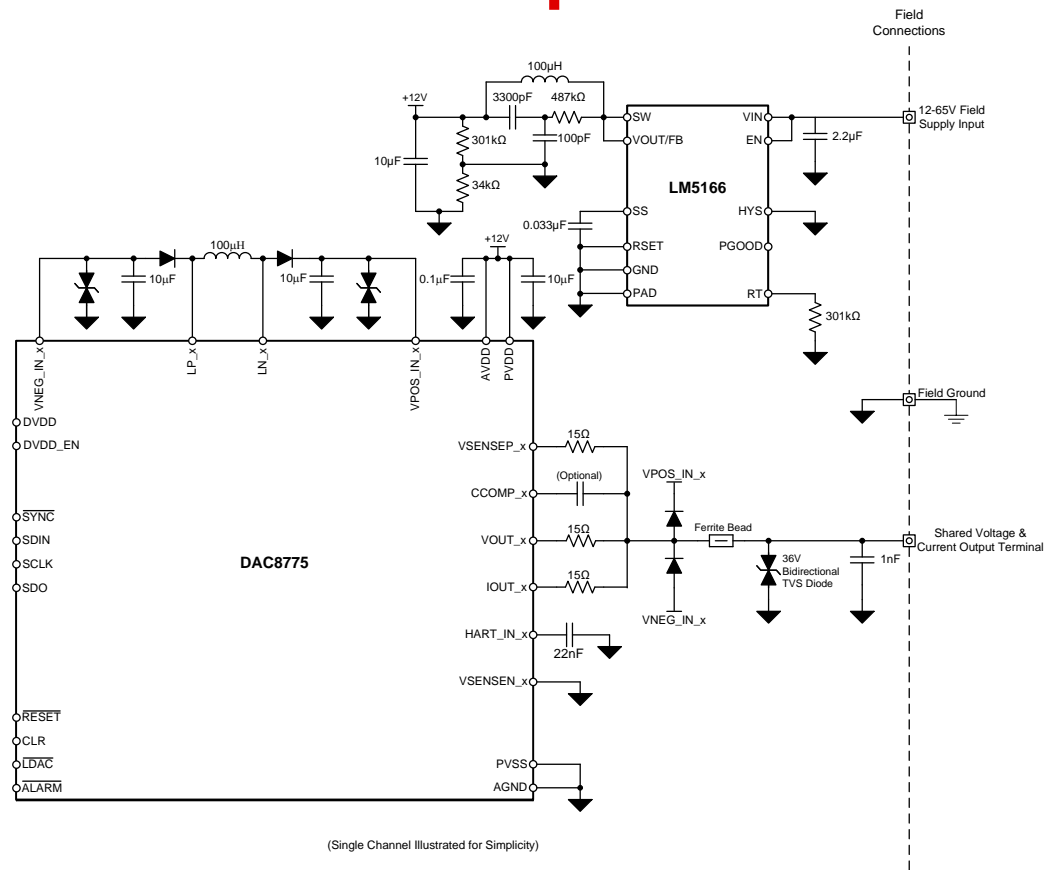 Field
Connections
100µH
3300pF
487kΩ
+12V
301kΩ
100pF
10µF
34kΩ
SW
VOUT/FB
SS
RSET
GND
PAD
LM5166
VIN
EN
HYS
PGOOD
RT
0.033µF
2.2µF
12-65V Field
Supply Input
301kΩ
100µH
10µF
10µF
+12V
0.1µF
10µF
VNEG_IN_x
LP_x
LN_x
VPOS_IN_x
AVDD
PVDD
Field Ground
DVDD
DVDD_EN
SYNC
SDIN
SCLK
SDO
RESET
CLR
LDAC
ALARM
DAC8775
VSENSEP_x
CCOMP_x
VOUT_x
IOUT_x
HART_IN_x
VSENSEN_x
PVSS
AGND
15Ω
(Optional)
15Ω
15Ω
22nF
VPOS_IN_x
VNEG_IN_x
Ferrite Bead
36V
Bidirectional
TVS Diode
1nF
Shared Voltage &
Current Output Terminal
(Single Channel Illustrated for Simplicity)